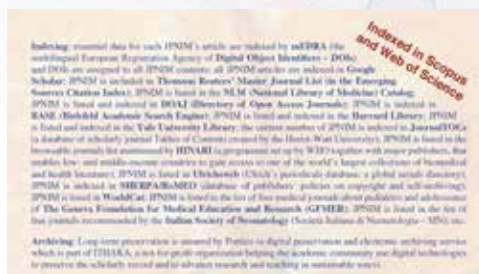 Indexed in Scopus
and Web of Science
Indexing: essential data for each JPNIM's article are indexed by mEDRA (the
multilingual European Registration Agency of Digital Object Identifiers – DOIs)
and DOIs are assigned to all JPNIM contents; all JPNIM articles are indexed in Google
Scholar; JPNIM is included in Thomson Reuters' Master Journal List (in the Emerging
Sources Citation Index); JPNIM is listed in the NLM (National Library of Medicine) Catalog;
JPNIM is listed and indexed in DOAJ (Directory of Open Access Journals); JPNIM is indexed in
BASE (Bielefeld Academic Search Engine); JPNIM is listed and indexed in the Harvard Library; JPNIM
is listed and indexed in the Yale University Library; the current number of JPNIM is indexed in JournalTOCs
(a database of scholarly journal Tables of Contents created by the Heriot-Watt University); JPNIM is listed in the
journals list by HINARI (a programme set up by WHO together with major publishers, that
enables low- and middle-income countries to gain access to one of the world's largest collections of biomedical
and health literature); JPNIM is listed in Ulrichsweb (Ulrich's periodicals database, a global serials directory);
JPNIM is indexed in SHERPA/RoMEO (database of publishers' policies on copyright and self-archiving);
JPNIM is listed in WorldCat; JPNIM is listed in the list of free medical journals about pediatrics and adolescence
of The Geneva Foundation for Medical Education and Research (GFMER); JPNIM is listed in the list of
free journals recommended by the Italian Society of Neonatology (Società Italiana di Neonatologia – SIN), etc.
Archiving: Long-term preservation is ensured by Portico (a digital preservation and electronic archiving service
which is part of ITHAKA, a not-for-profit organization helping the academic community use digital technologies
to preserve the scholarly record and to advance research and teaching in sustainable ways).